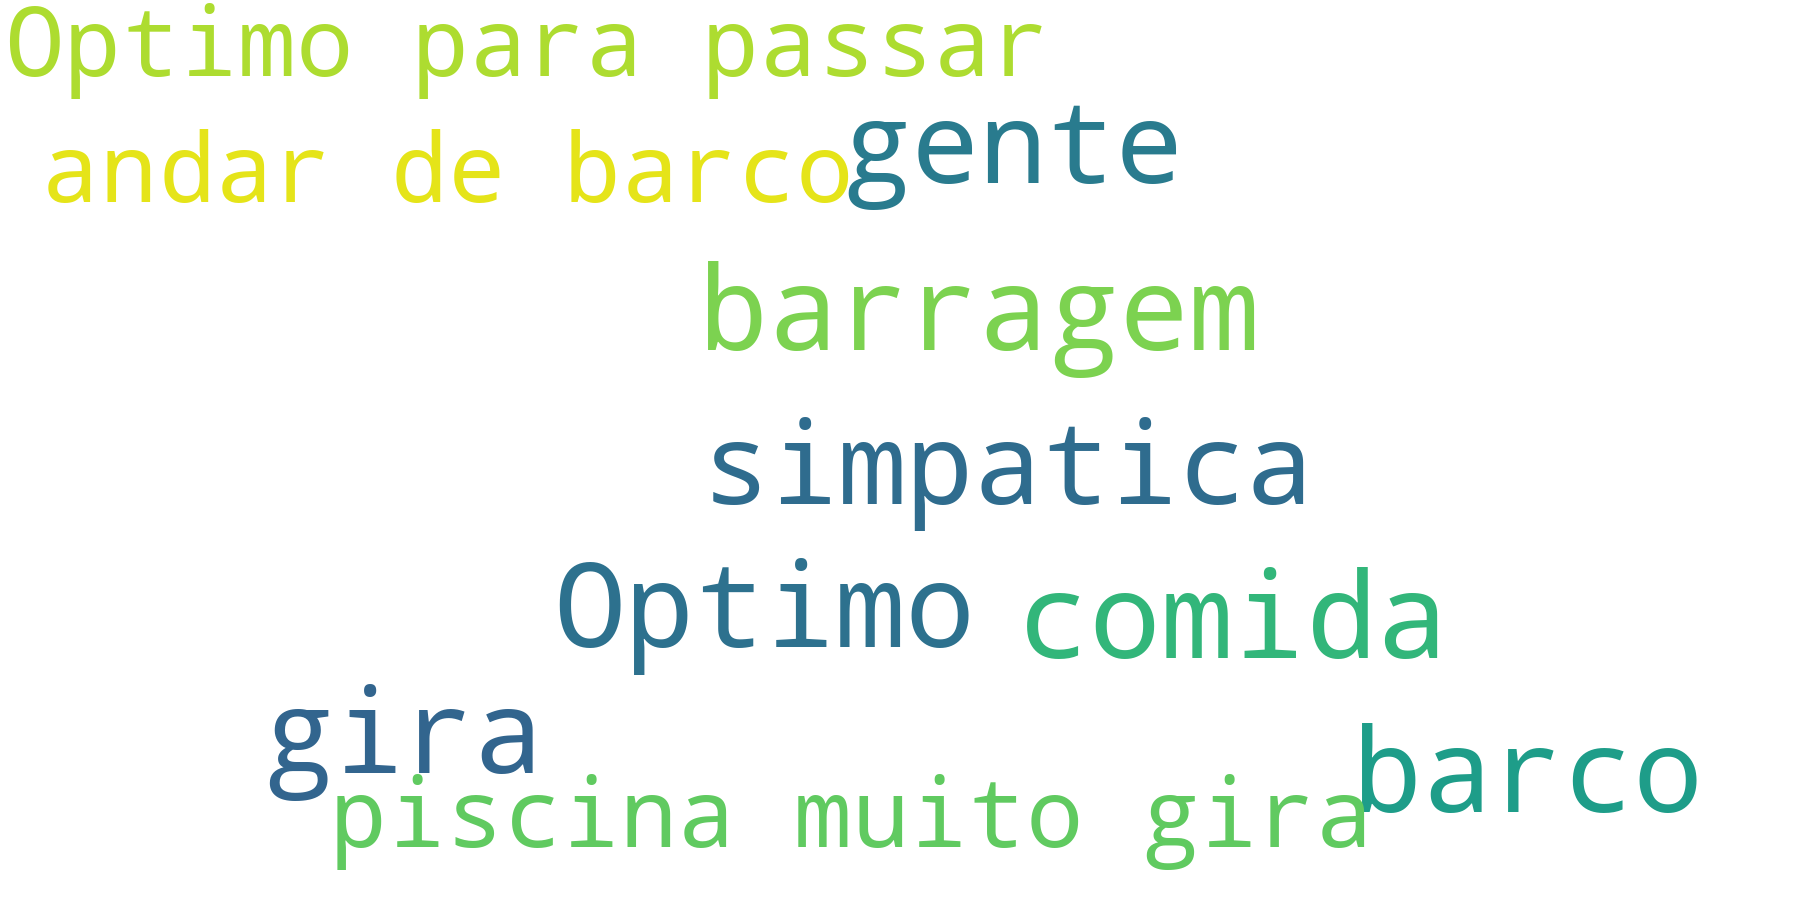 Optimo para passar
andar de barco
gente
barragem
simpatica
Optimo
comida
gira
barco
piscina muito gira